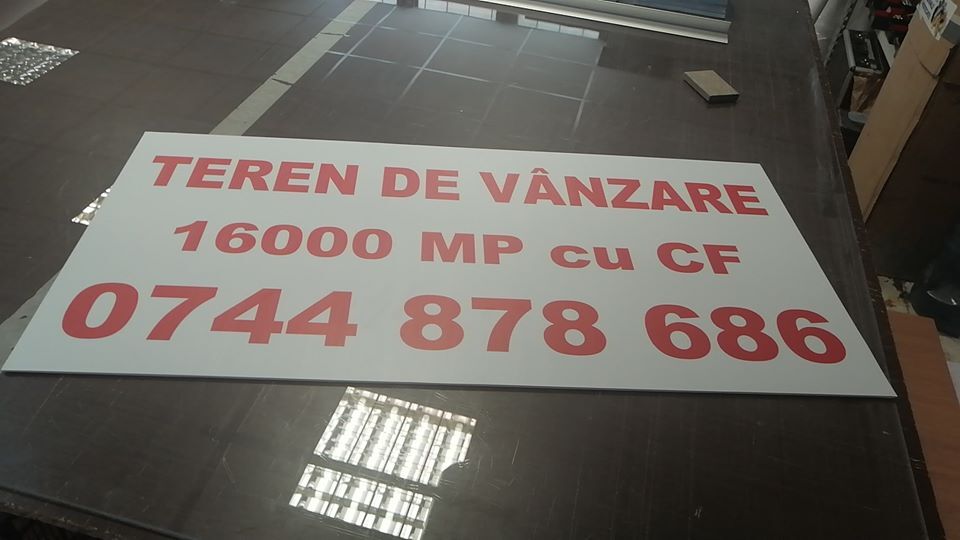 TEREN DE VÂNZARE
16000 MP cu CF
0744 878 686